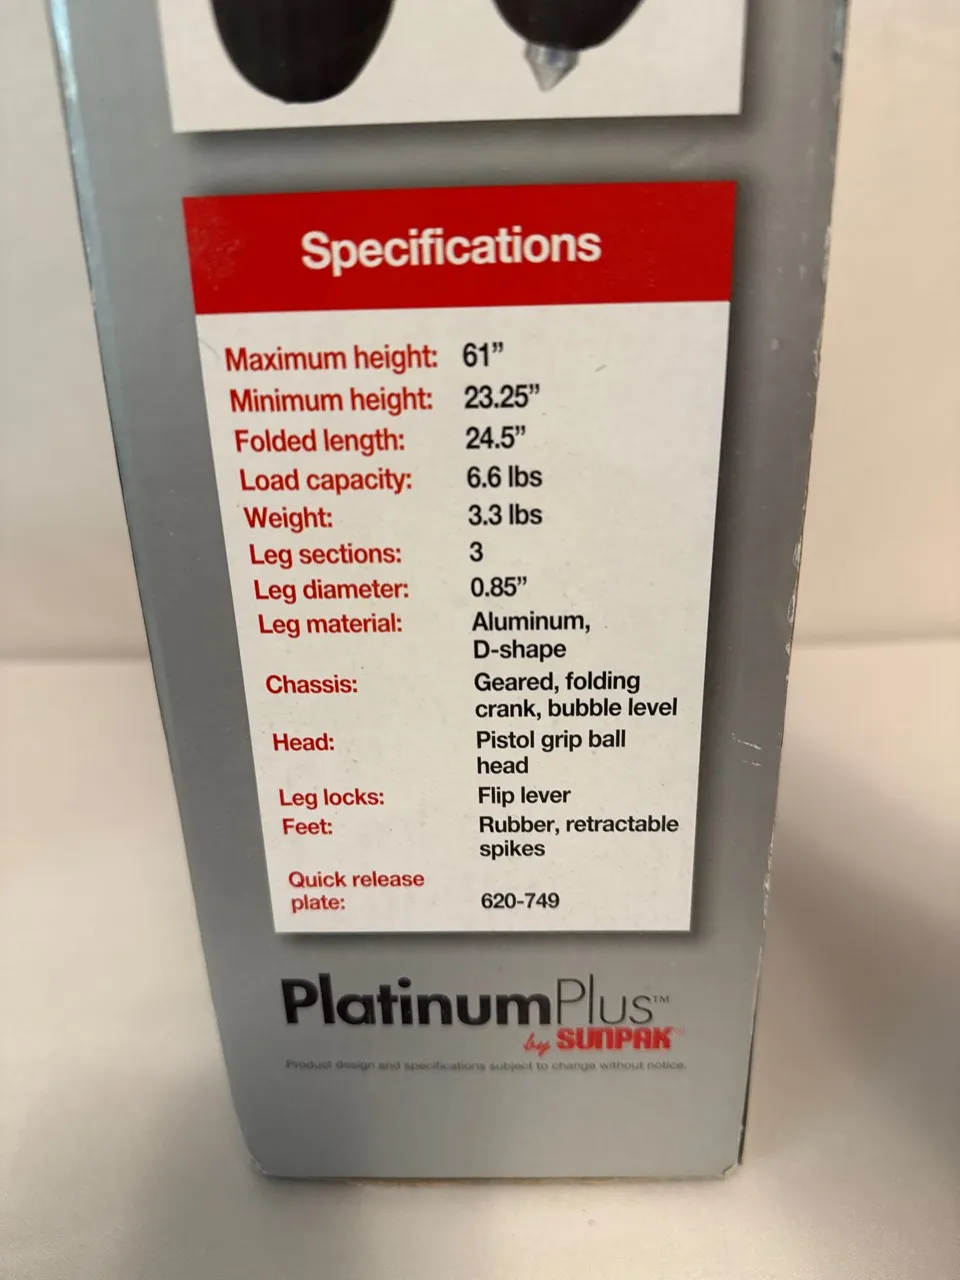 Specifications
Maximum height: 61”
Minimum height: 23.25”
Folded length: 24.5”
Load capacity: 6.6 lbs
Weight: 3.3 lbs
Leg sections: 3
Leg diameter: 0.85”
Leg material: Aluminum,
D-shape
Chassis: Geared, folding
crank, bubble level
Head: Pistol grip ball
head
Leg locks: Flip lever
Feet: Rubber, retractable
spikes
Quick release
plate: 620-749
PlatinumPlus™
by SUNPAK
Product design and specifications subject to change without notice.